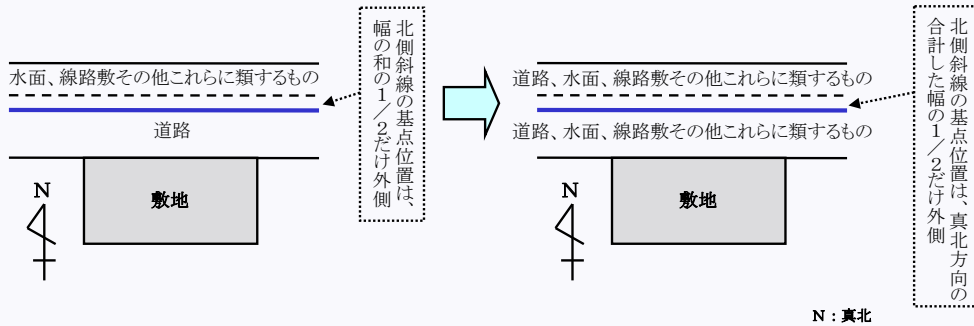 水面、線路敷その他これらに類するもの
道路
敷地
N
北側斜線の基点位置は、
幅の和の1/2だけ外側
道路、水面、線路敷その他これらに類するもの
道路、水面、線路敷その他これらに類するもの
敷地
N
北側斜線の基点位置は、真北方向の
合計した幅の1/2だけ外側
N：真北